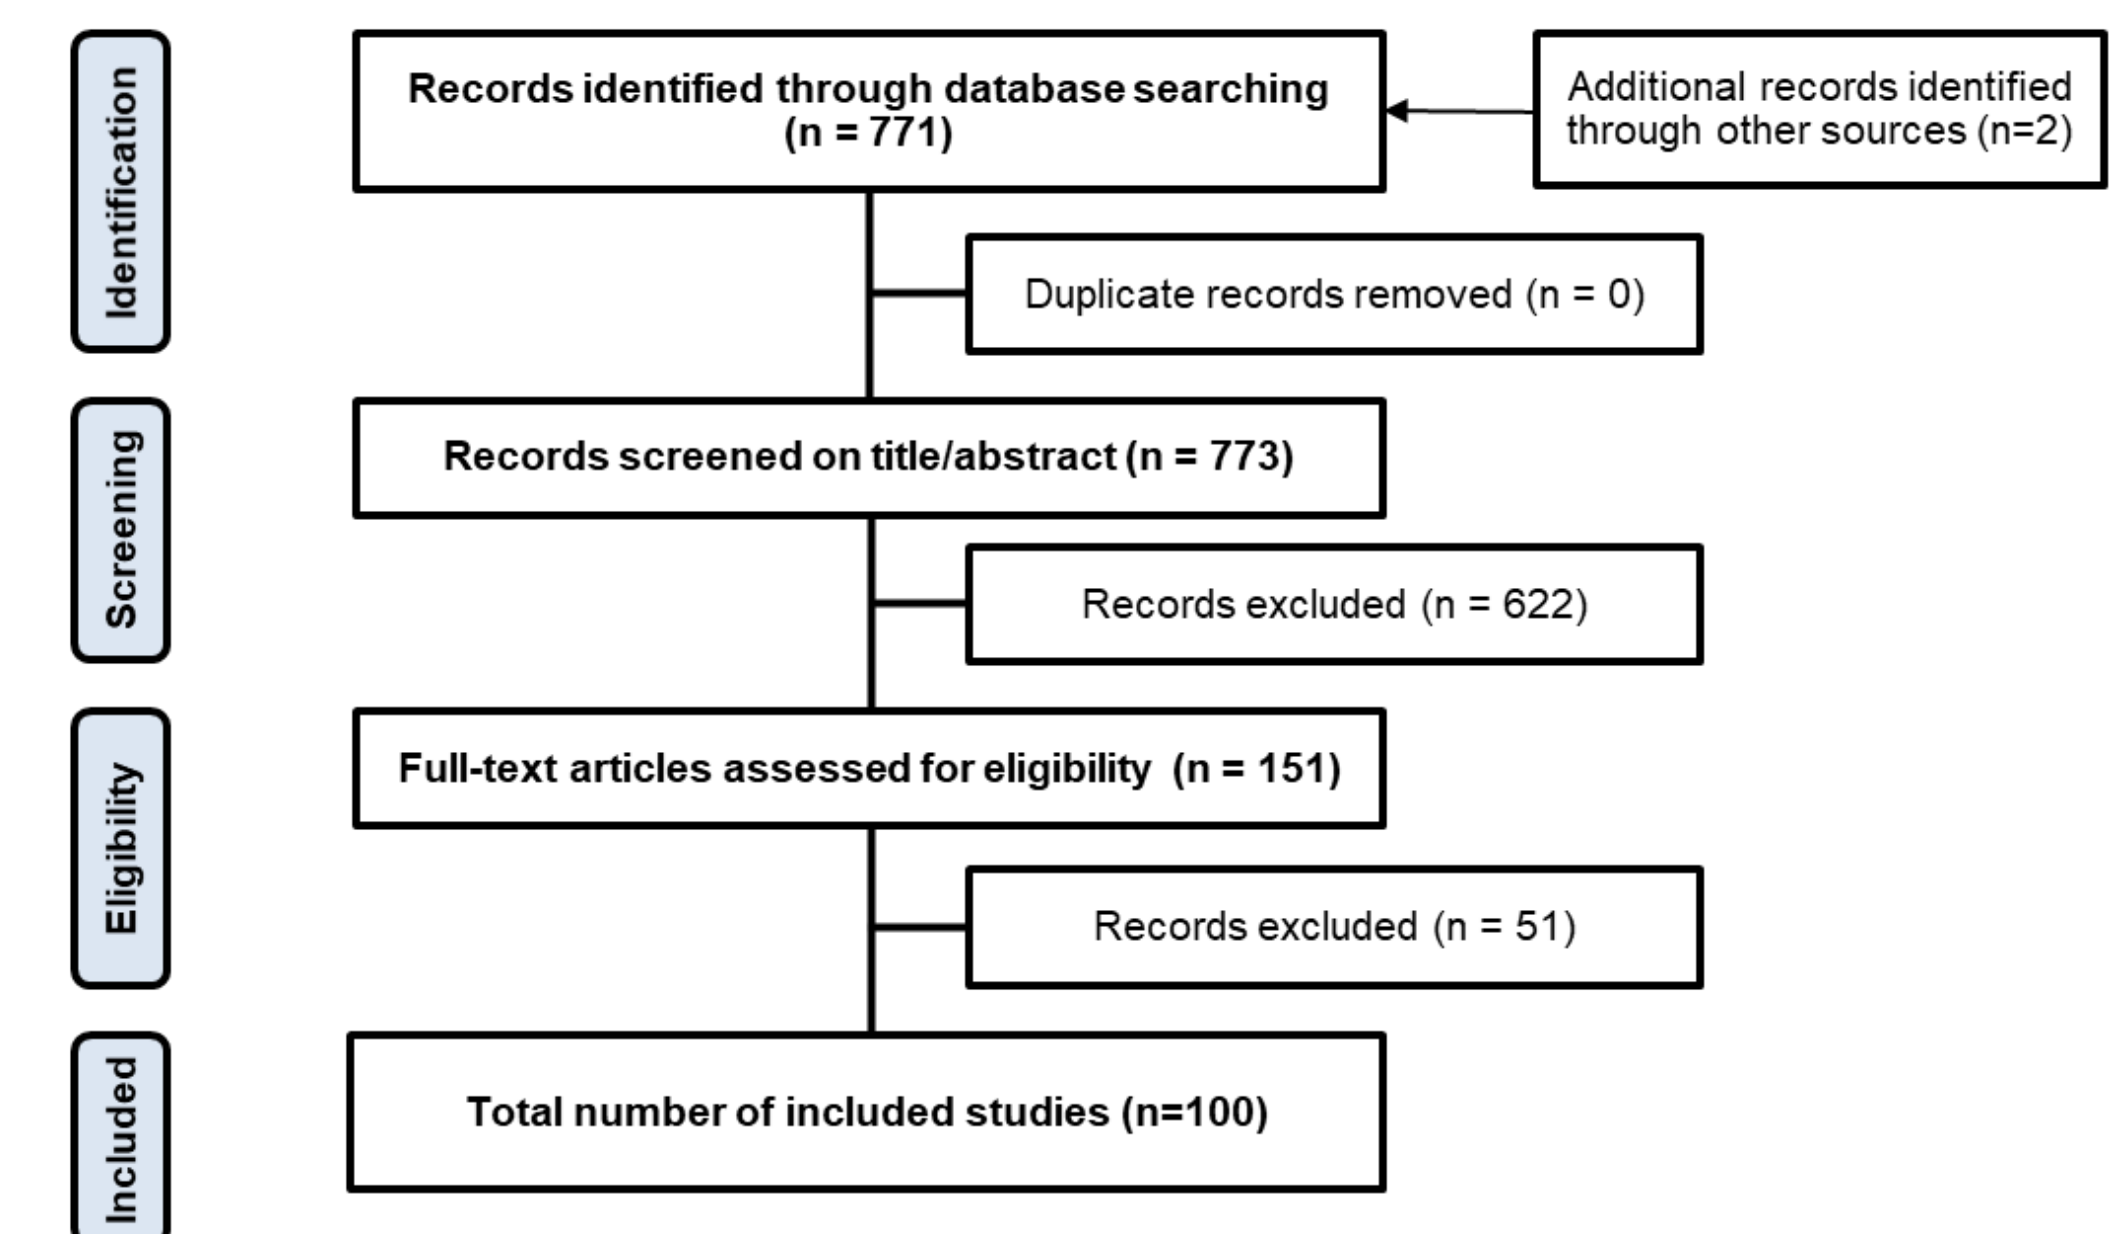 Identification
Records identified through database searching
(n = 771)
Additional records identified
through other sources (n=2)
Duplicate records removed (n = 0)
Screening
Records screened on title/abstract (n = 773)
Records excluded (n = 622)
Eligibility
Full-text articles assessed for eligibility (n = 151)
Records excluded (n = 51)
Included
Total number of included studies (n=100)